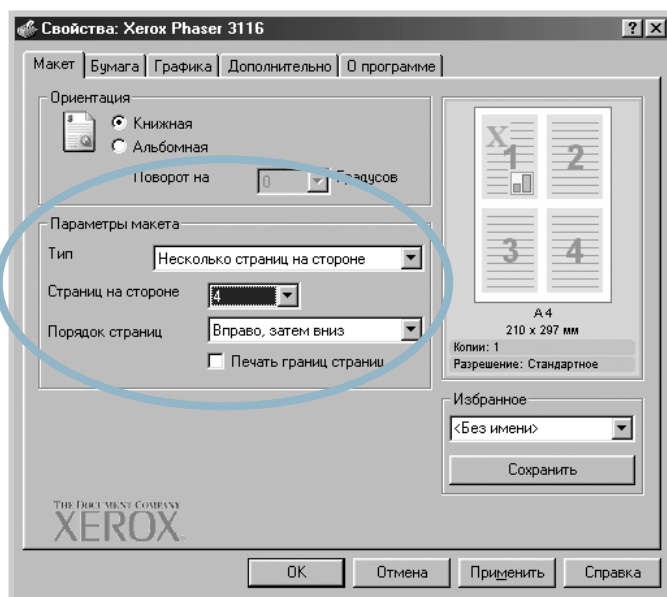 Свойства: Xerox Phaser 3116
Макет Бумага Графика Дополнительно О программе
Ориентация
Книжная
Альбомная
Поворот на 0 Градусов
Параметры макета
Тип Несколько страниц на стороне
Страниц на стороне 4
Порядок страниц Вправо, затем вниз
Печать границ страниц
X
1 2
3 4
A4
210 x 297 мм
Копии: 1
Разрешение: Стандартное
Избранное
<Без имени>
Сохранить
THE DOCUMENT COMPANY
XEROX
OK Отмена Применить Справка